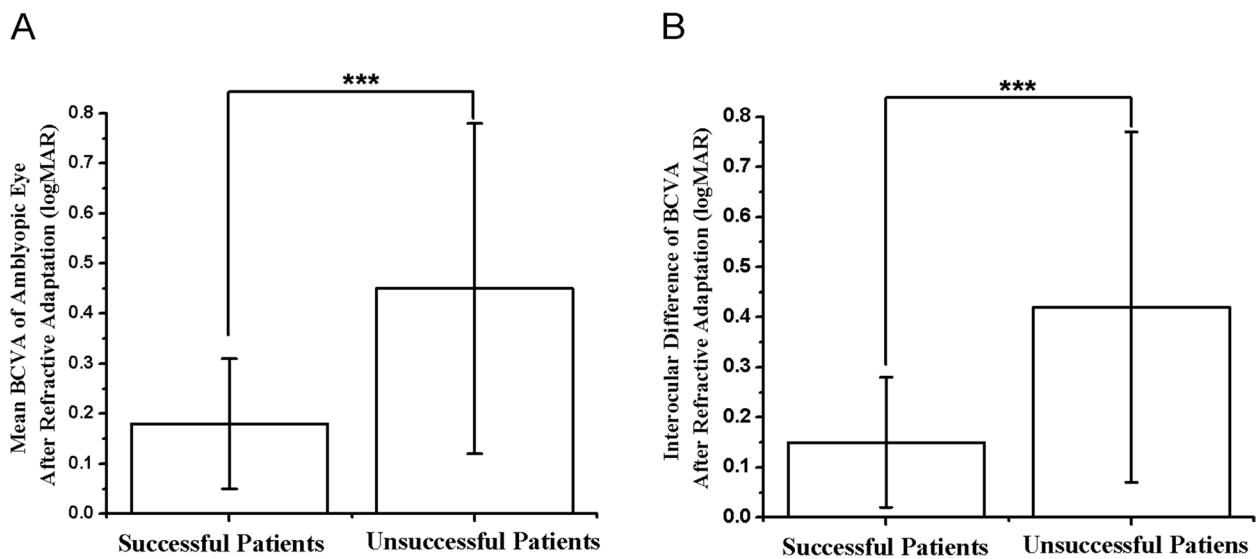 A
***
0.8
0.7
0.6
0.5
0.4
0.3
0.2
0.1
0.0
Mean BCVA of Amblyopic Eye
After Refractive Adaptation (logMAR)
Successful Patients
Unsuccessful Patients
B
***
0.8
0.7
0.6
0.5
0.4
0.3
0.2
0.1
0.0
Interocular Difference of BCVA
After Refractive Adaptation (logMAR)
Successful Patients
Unsuccessful Patiens